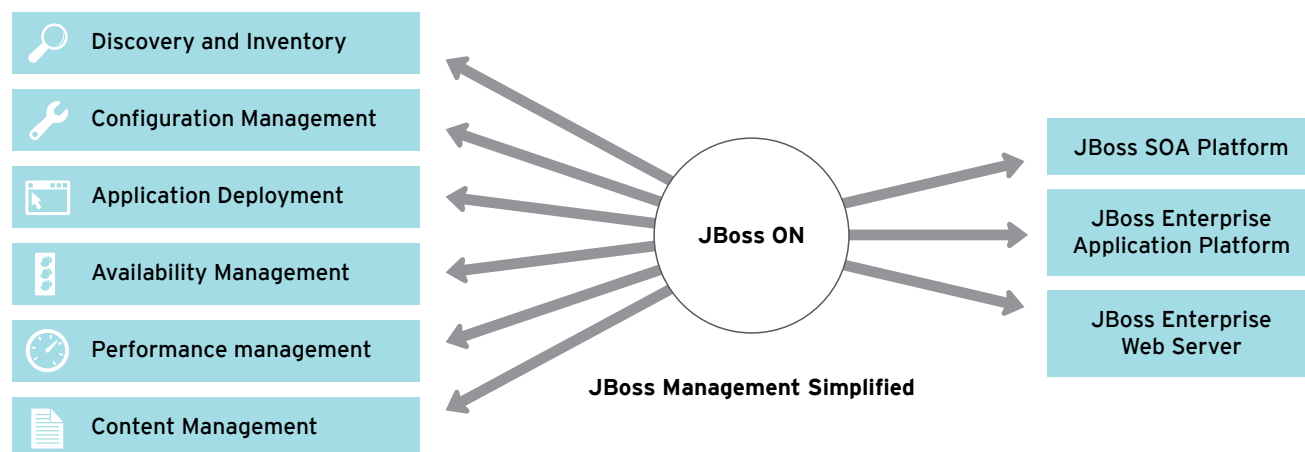 Discovery and Inventory
Configuration Management
Application Deployment
Availability Management
Performance management
Content Management
JBoss ON
JBoss Management Simplified
JBoss SOA Platform
JBoss Enterprise
Application Platform
JBoss Enterprise
Web Server